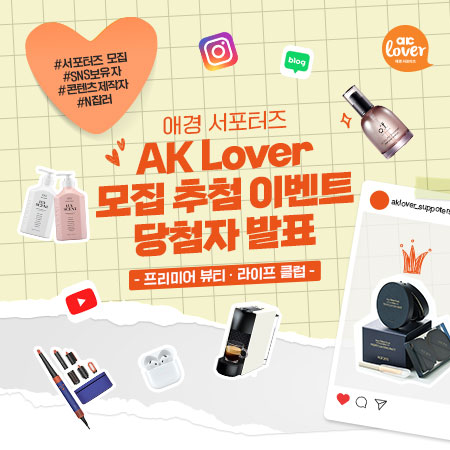 #서포터즈 모집
#SNS보유자
#콘텐츠제작자
#N잡러
AK
lover
blog
애경 서포터즈
AK Lover
모집 추첨 이벤트
당첨자 발표
- 프리미어 뷰티 · 라이프 클럽 -
aklover_suppoters